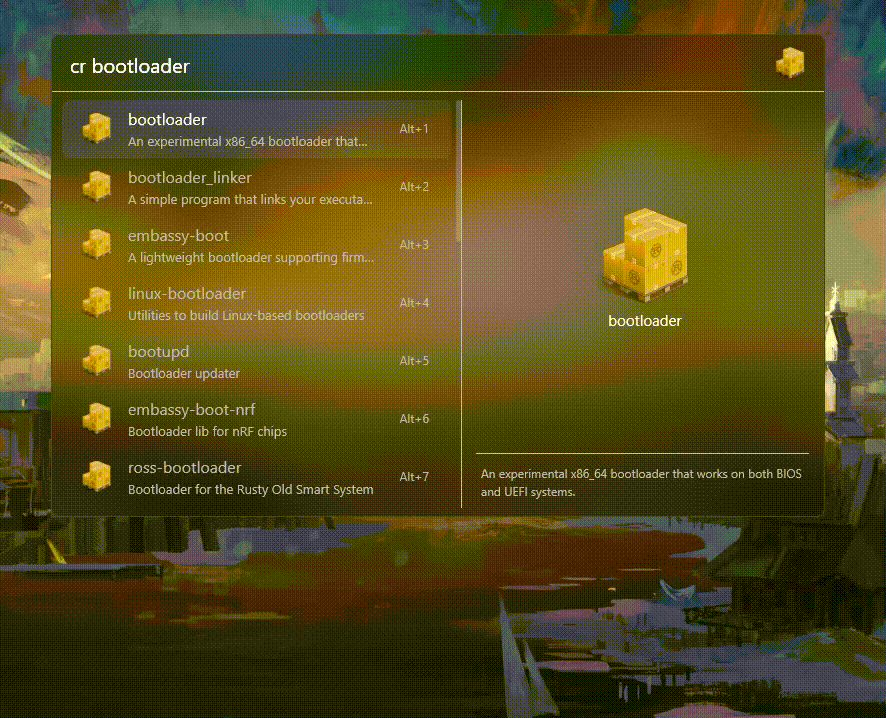 cr bootloader
bootloader
An experimental x86_64 bootloader that...
Alt+1
bootloader_linker
A simple program that links your executa...
Alt+2
embassy-boot
A lightweight bootloader supporting firm...
Alt+3
linux-bootloader
Utilities to build Linux-based bootloaders
Alt+4
bootupd
Bootloader updater
Alt+5
embassy-boot-nrf
Bootloader lib for nRF chips
Alt+6
ross-bootloader
Bootloader for the Rusty Old Smart System
Alt+7
bootloader
An experimental x86_64 bootloader that works on both BIOS
and UEFI systems.